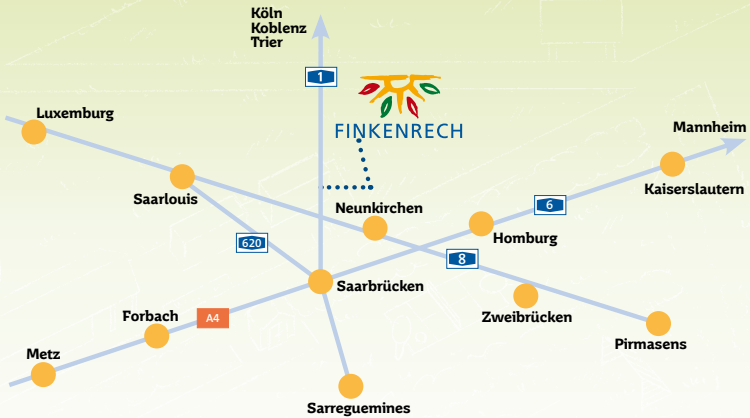 Köln
Koblenz
Trier
1
FINKENRECH
Luxemburg
Mannheim
Kaiserslautern
Saarlouis
Neunkirchen
6
620
Homburg
8
Saarbrücken
Forbach
A4
Zweibrücken
Pirmasens
Metz
Sarreguemines